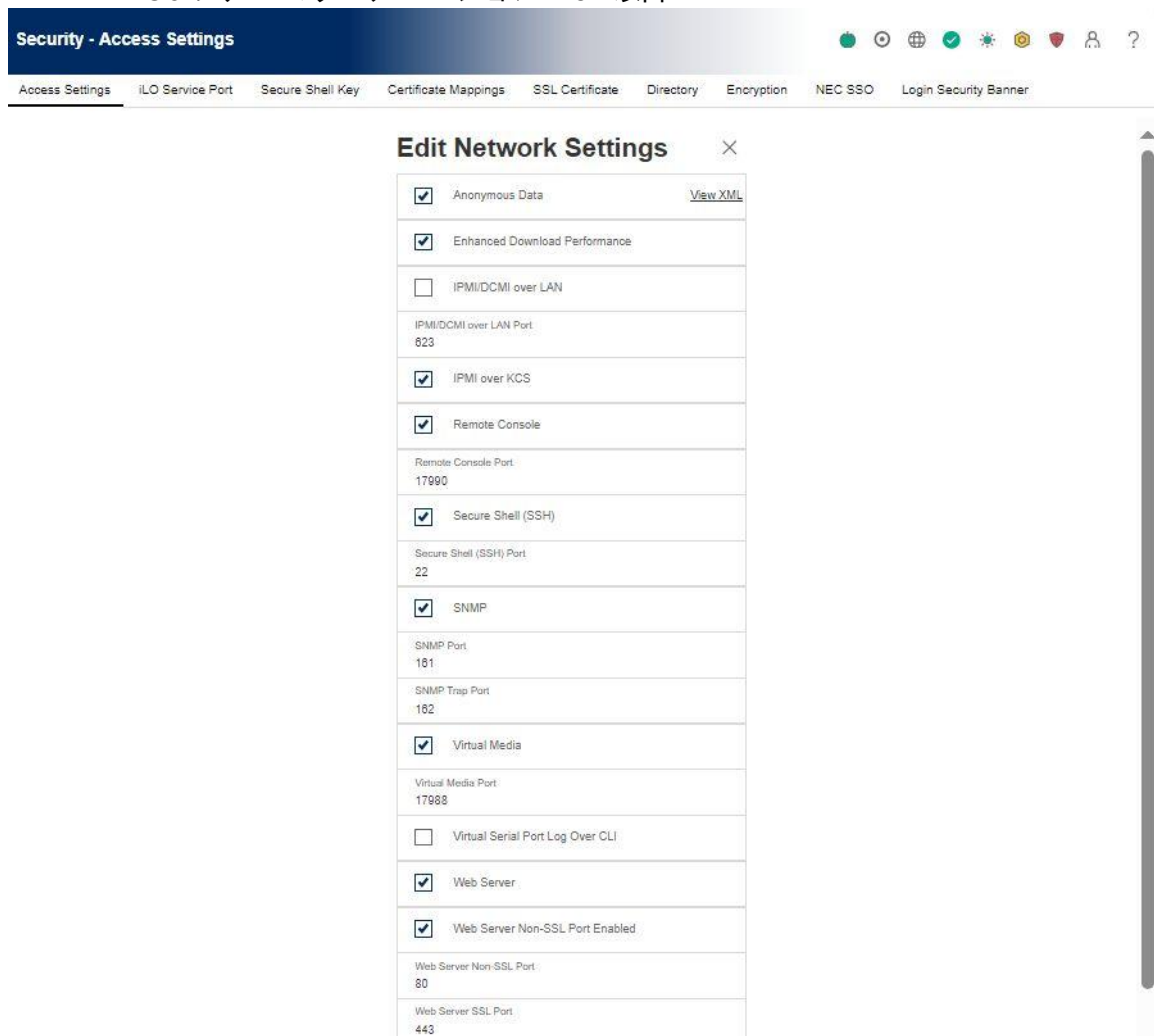 Security - Access Settings
?
Access Settings iLO Service Port Secure Shell Key Certificate Mappings SSL Certificate Directory Encryption NEC SSO Login Security Banner
Edit Network Settings
Anonymous Data View XML
Enhanced Download Performance
IPMI/DCMI over LAN
IPMI/DCMI over LAN Port
623
IPMI over KCS
Remote Console
Remote Console Port
17990
Secure Shell (SSH)
Secure Shell (SSH) Port
22
SNMP
SNMP Port
161
SNMP Trap Port
162
Virtual Media
Virtual Media Port
17988
Virtual Serial Port Log Over CLI
Web Server
Web Server Non-SSL Port Enabled
Web Server Non-SSL Port
80
Web Server SSL Port
443